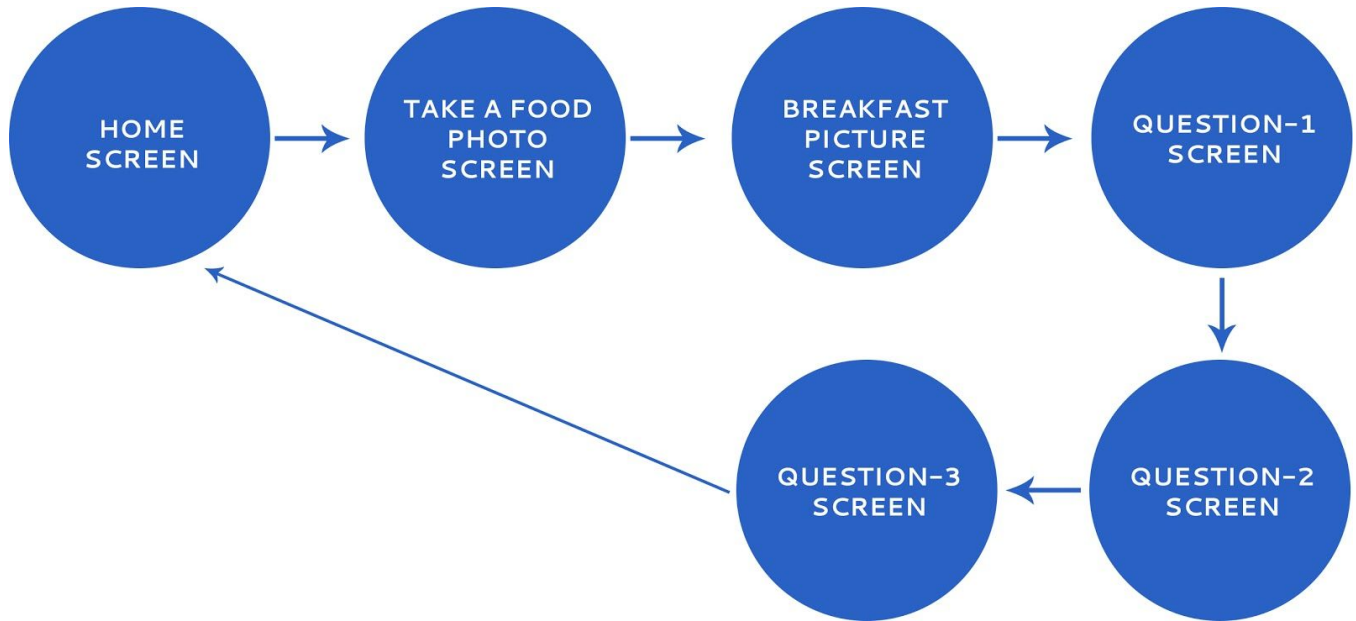 HOME
SCREEN
TAKE A FOOD
PHOTO
SCREEN
BREAKFAST
PICTURE
SCREEN
QUESTION-1
SCREEN
QUESTION-2
SCREEN
QUESTION-3
SCREEN